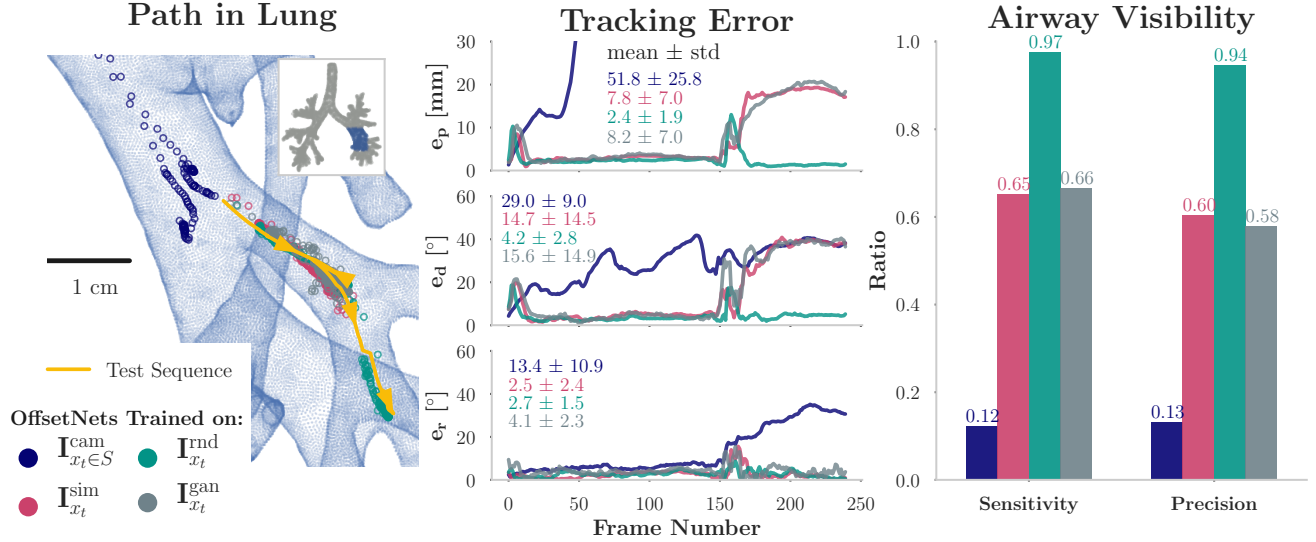 Path in Lung
1 cm
Test Sequence
OffsetNets Trained on:
I^cam_{x_t∈S}
I^rnd_{x_t}
I^sim_{x_t}
I^gan_{x_t}
Tracking Error
e_p [mm]
30
20
10
0
mean ± std
51.8 ± 25.8
7.8 ± 7.0
2.4 ± 1.9
8.2 ± 7.0
e_d [°]
60
40
20
0
29.0 ± 9.0
14.7 ± 14.5
4.2 ± 2.8
15.6 ± 14.9
e_r [°]
60
40
20
0
13.4 ± 10.9
2.5 ± 2.4
2.7 ± 1.5
4.1 ± 2.3
0 50 100 150 200 250
Frame Number
Airway Visibility
Ratio
1.0
0.8
0.6
0.4
0.2
0.0
0.12
0.65
0.97
0.66
0.13
0.60
0.94
0.58
Sensitivity Precision